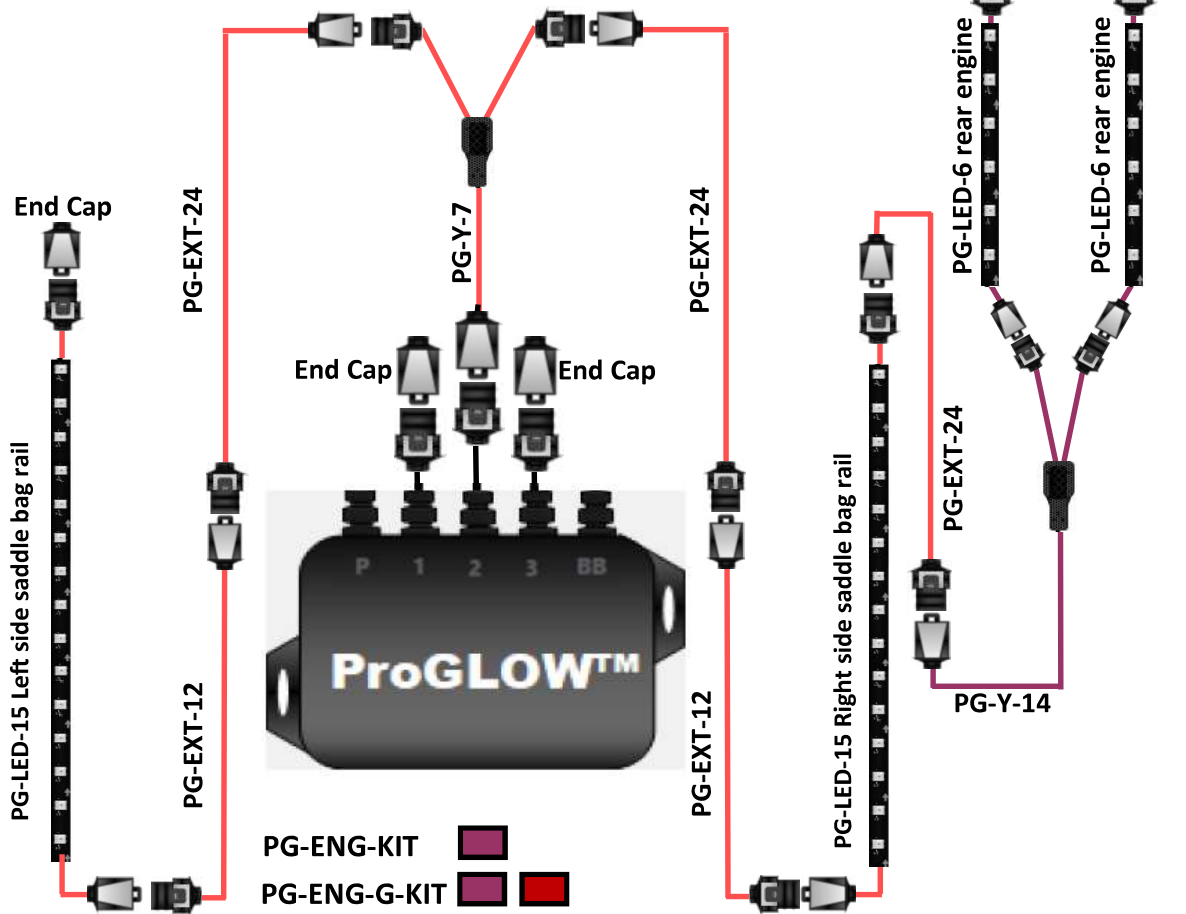 PG-LED-6 rear engine
PG-LED-6 rear engine
End Cap
PG-EXT-24
PG-Y-7
PG-EXT-24
End Cap
End Cap
PG-LED-15 Left side saddle bag rail
PG-EXT-12
P 1 2 3 BB
ProGLOW™
PG-EXT-12
PG-LED-15 Right side saddle bag rail
PG-EXT-24
PG-Y-14
PG-ENG-KIT
PG-ENG-G-KIT